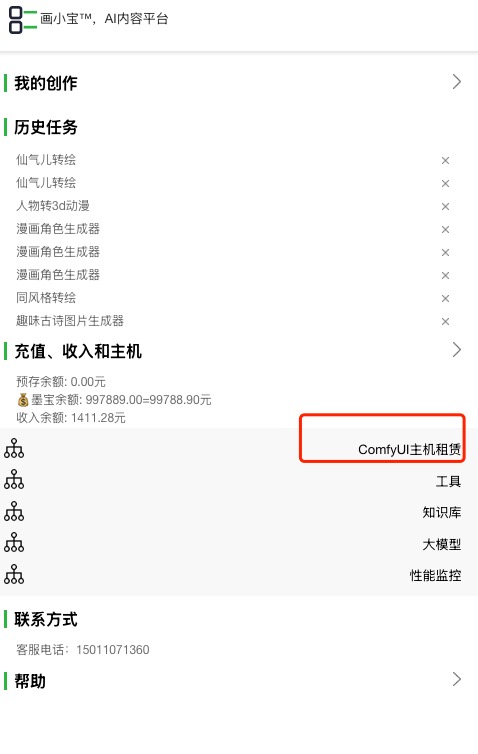 画小宝™，AI内容平台
我的创作
历史任务
仙气儿转绘
仙气儿转绘
人物转3d动漫
漫画角色生成器
漫画角色生成器
漫画角色生成器
同风格转绘
趣味古诗图片生成器
充值、收入和主机
预存余额: 0.00元
💰墨宝余额: 997889.00=99788.90元
收入余额: 1411.28元
ComfyUI主机租赁
工具
知识库
大模型
性能监控
联系方式
客服电话：15011071360
帮助